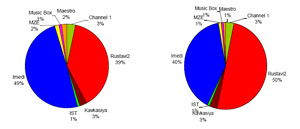 Music Box
1%
Maestro
2%
MZE
2%
Channel 1
3%
Rustavi2
39%
Imedi
49%
IST
1%
Kavkasiya
3%
Music Box
1%
Maestro
1%
MZE
1%
Channel 1
3%
Imedi
40%
Rustavi2
50%
IST
1%
Kavkasiya
3%